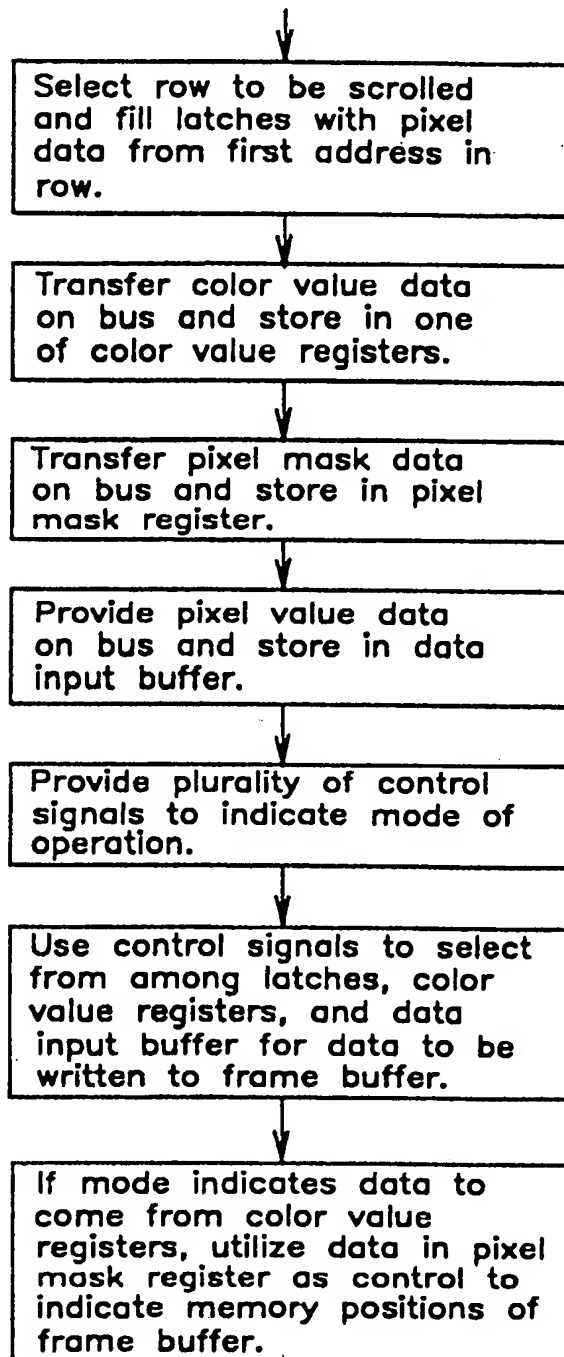 Select row to be scrolled
and fill latches with pixel
data from first address in
row.
Transfer color value data
on bus and store in one
of color value registers.
Transfer pixel mask data
on bus and store in pixel
mask register.
Provide pixel value data
on bus and store in data
input buffer.
Provide plurality of control
signals to indicate mode of
operation.
Use control signals to select
from among latches, color
value registers, and data
input buffer for data to be
written to frame buffer.
If mode indicates data to
come from color value
registers, utilize data in pixel
mask register as control to
indicate memory positions of
frame buffer.